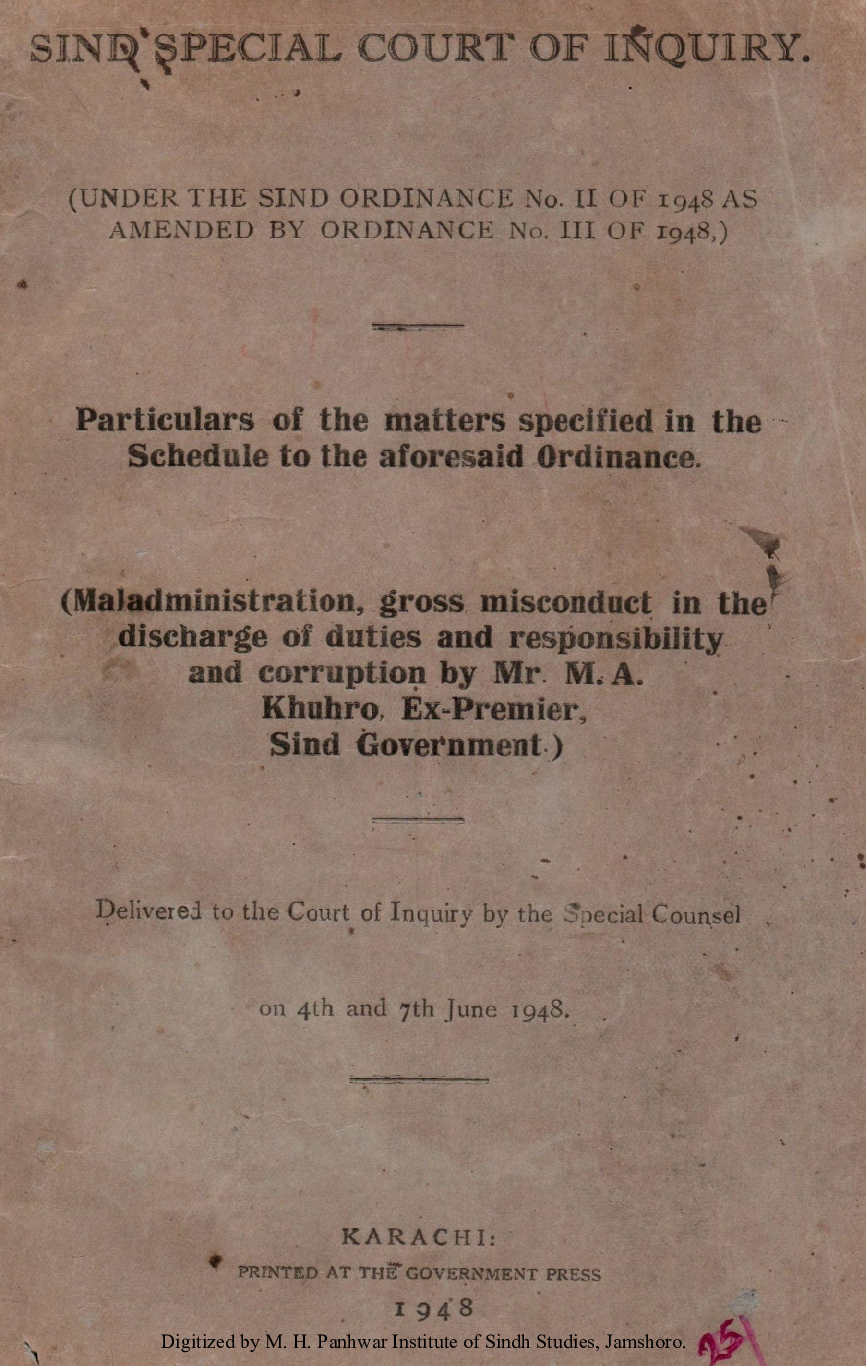 SIND SPECIAL COURT OF INQUIRY.
(UNDER THE SIND ORDINANCE No. II OF 1948 AS
AMENDED BY ORDINANCE No. III OF 1948,)
Particulars of the matters specified in the
Schedule to the aforesaid Ordinance.
(Maladministration, gross misconduct in the
discharge of duties and responsibility
and corruption by Mr. M. A.
Khuhro, Ex-Premier,
Sind Government.)
Delivered to the Court of Inquiry by the Special Counsel
on 4th and 7th June 1948.
KARACHI:
PRINTED AT THE GOVERNMENT PRESS
1948
Digitized by M. H. Panhwar Institute of Sindh Studies, Jamshoro.